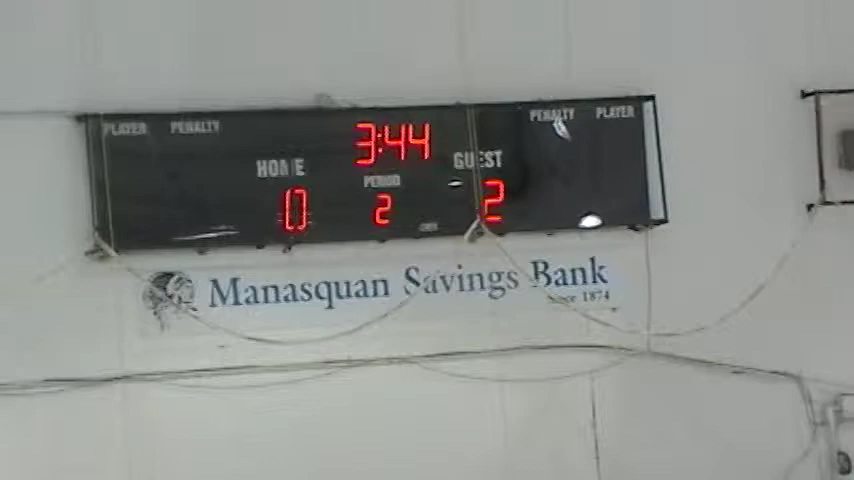 PLAYER PENALTY 3:44 PENALTY PLAYER
HOME GUEST
PERIOD
0 2 2
Manasquan Savings Bank
Since 1874